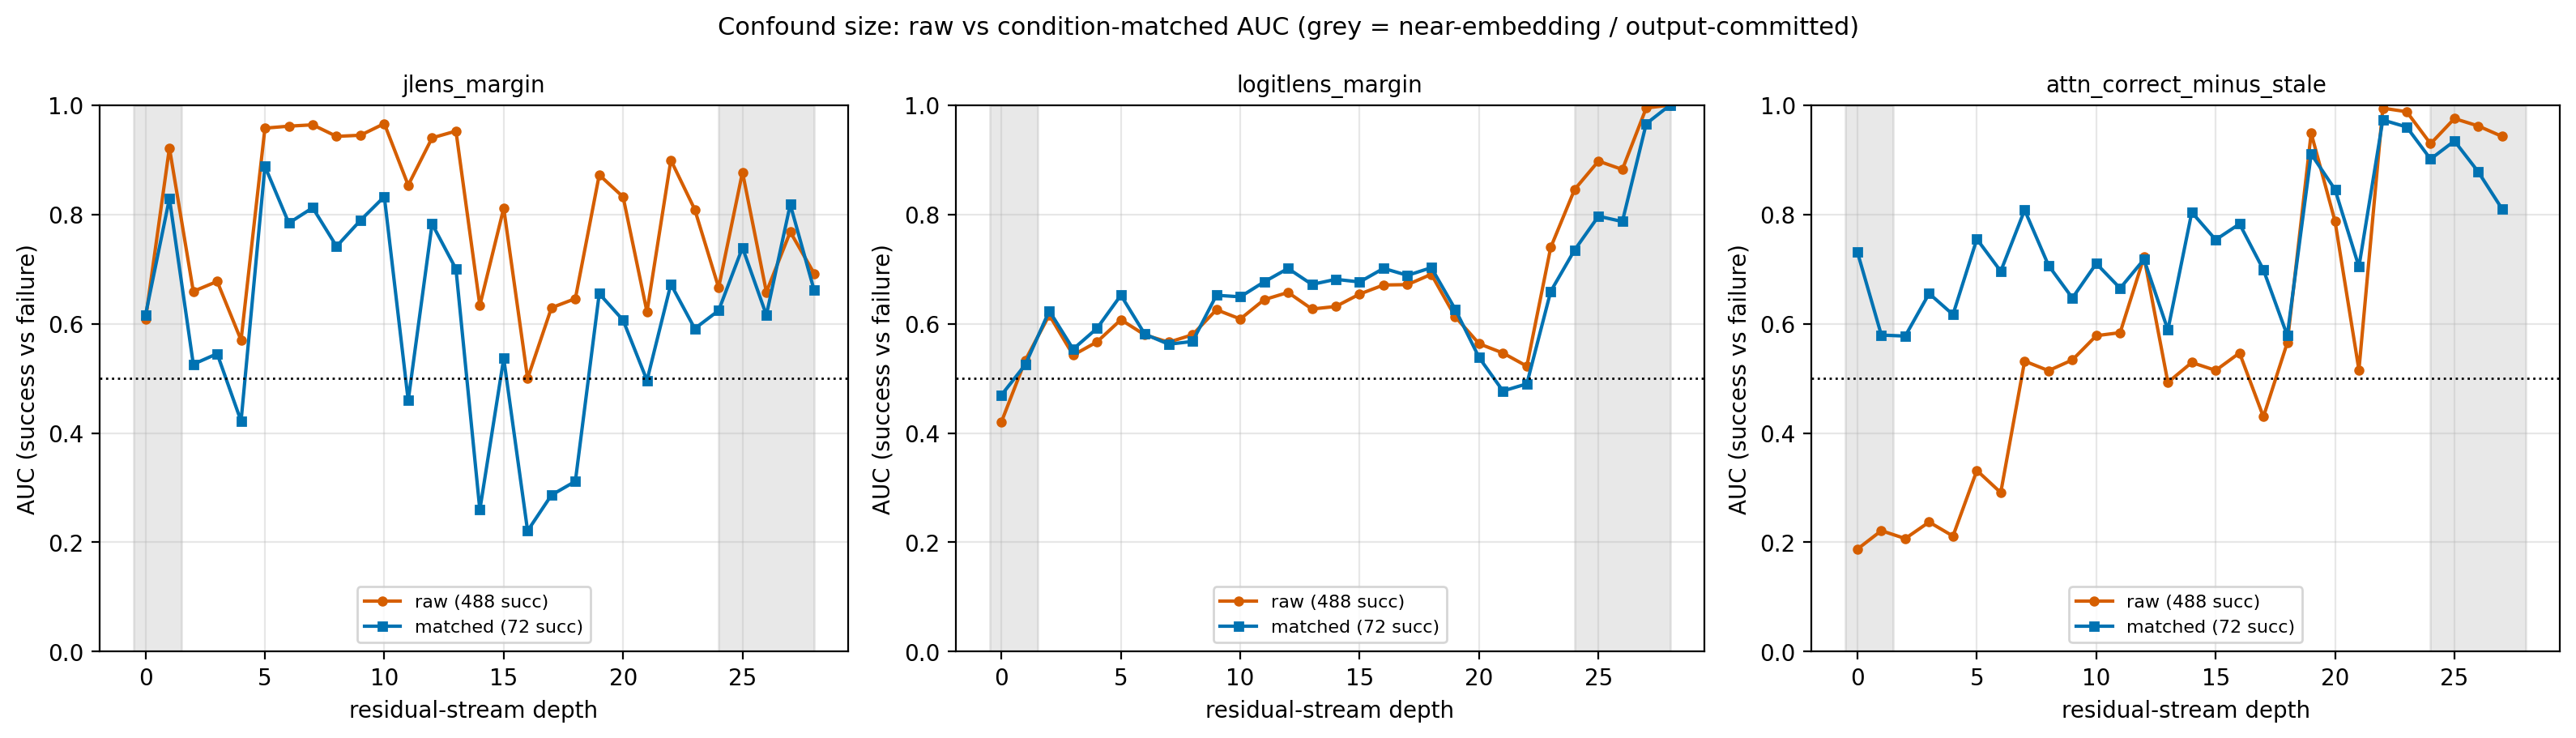 Confound size: raw vs condition-matched AUC (grey = near-embedding / output-committed)
jlens_margin
AUC (success vs failure)
1.0
0.8
0.6
0.4
0.2
0.0
raw (488 succ)
matched (72 succ)
0 5 10 15 20 25
residual-stream depth
logitlens_margin
AUC (success vs failure)
1.0
0.8
0.6
0.4
0.2
0.0
raw (488 succ)
matched (72 succ)
0 5 10 15 20 25
residual-stream depth
attn_correct_minus_stale
AUC (success vs failure)
1.0
0.8
0.6
0.4
0.2
0.0
raw (488 succ)
matched (72 succ)
0 5 10 15 20 25
residual-stream depth